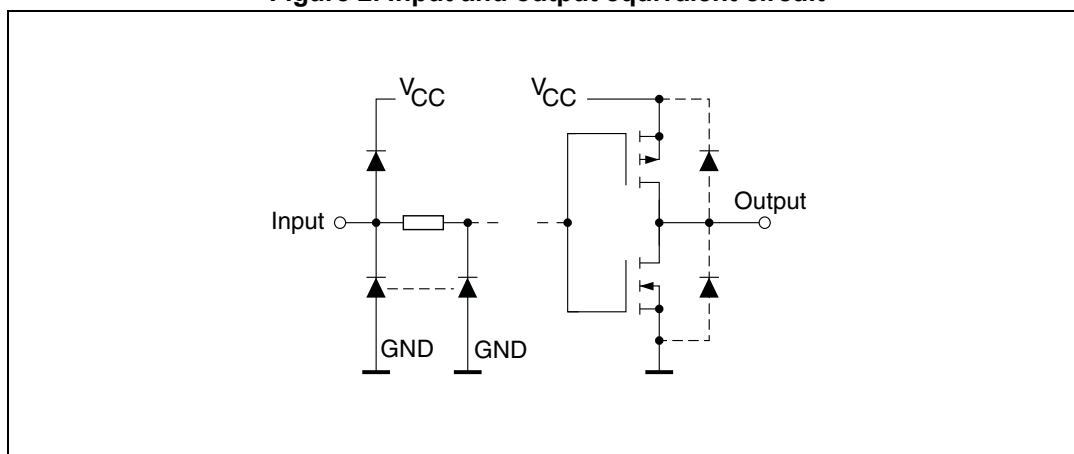 Figure 2. Input and output equivalent circuit
VCC
VCC
Input
Output
GND
GND